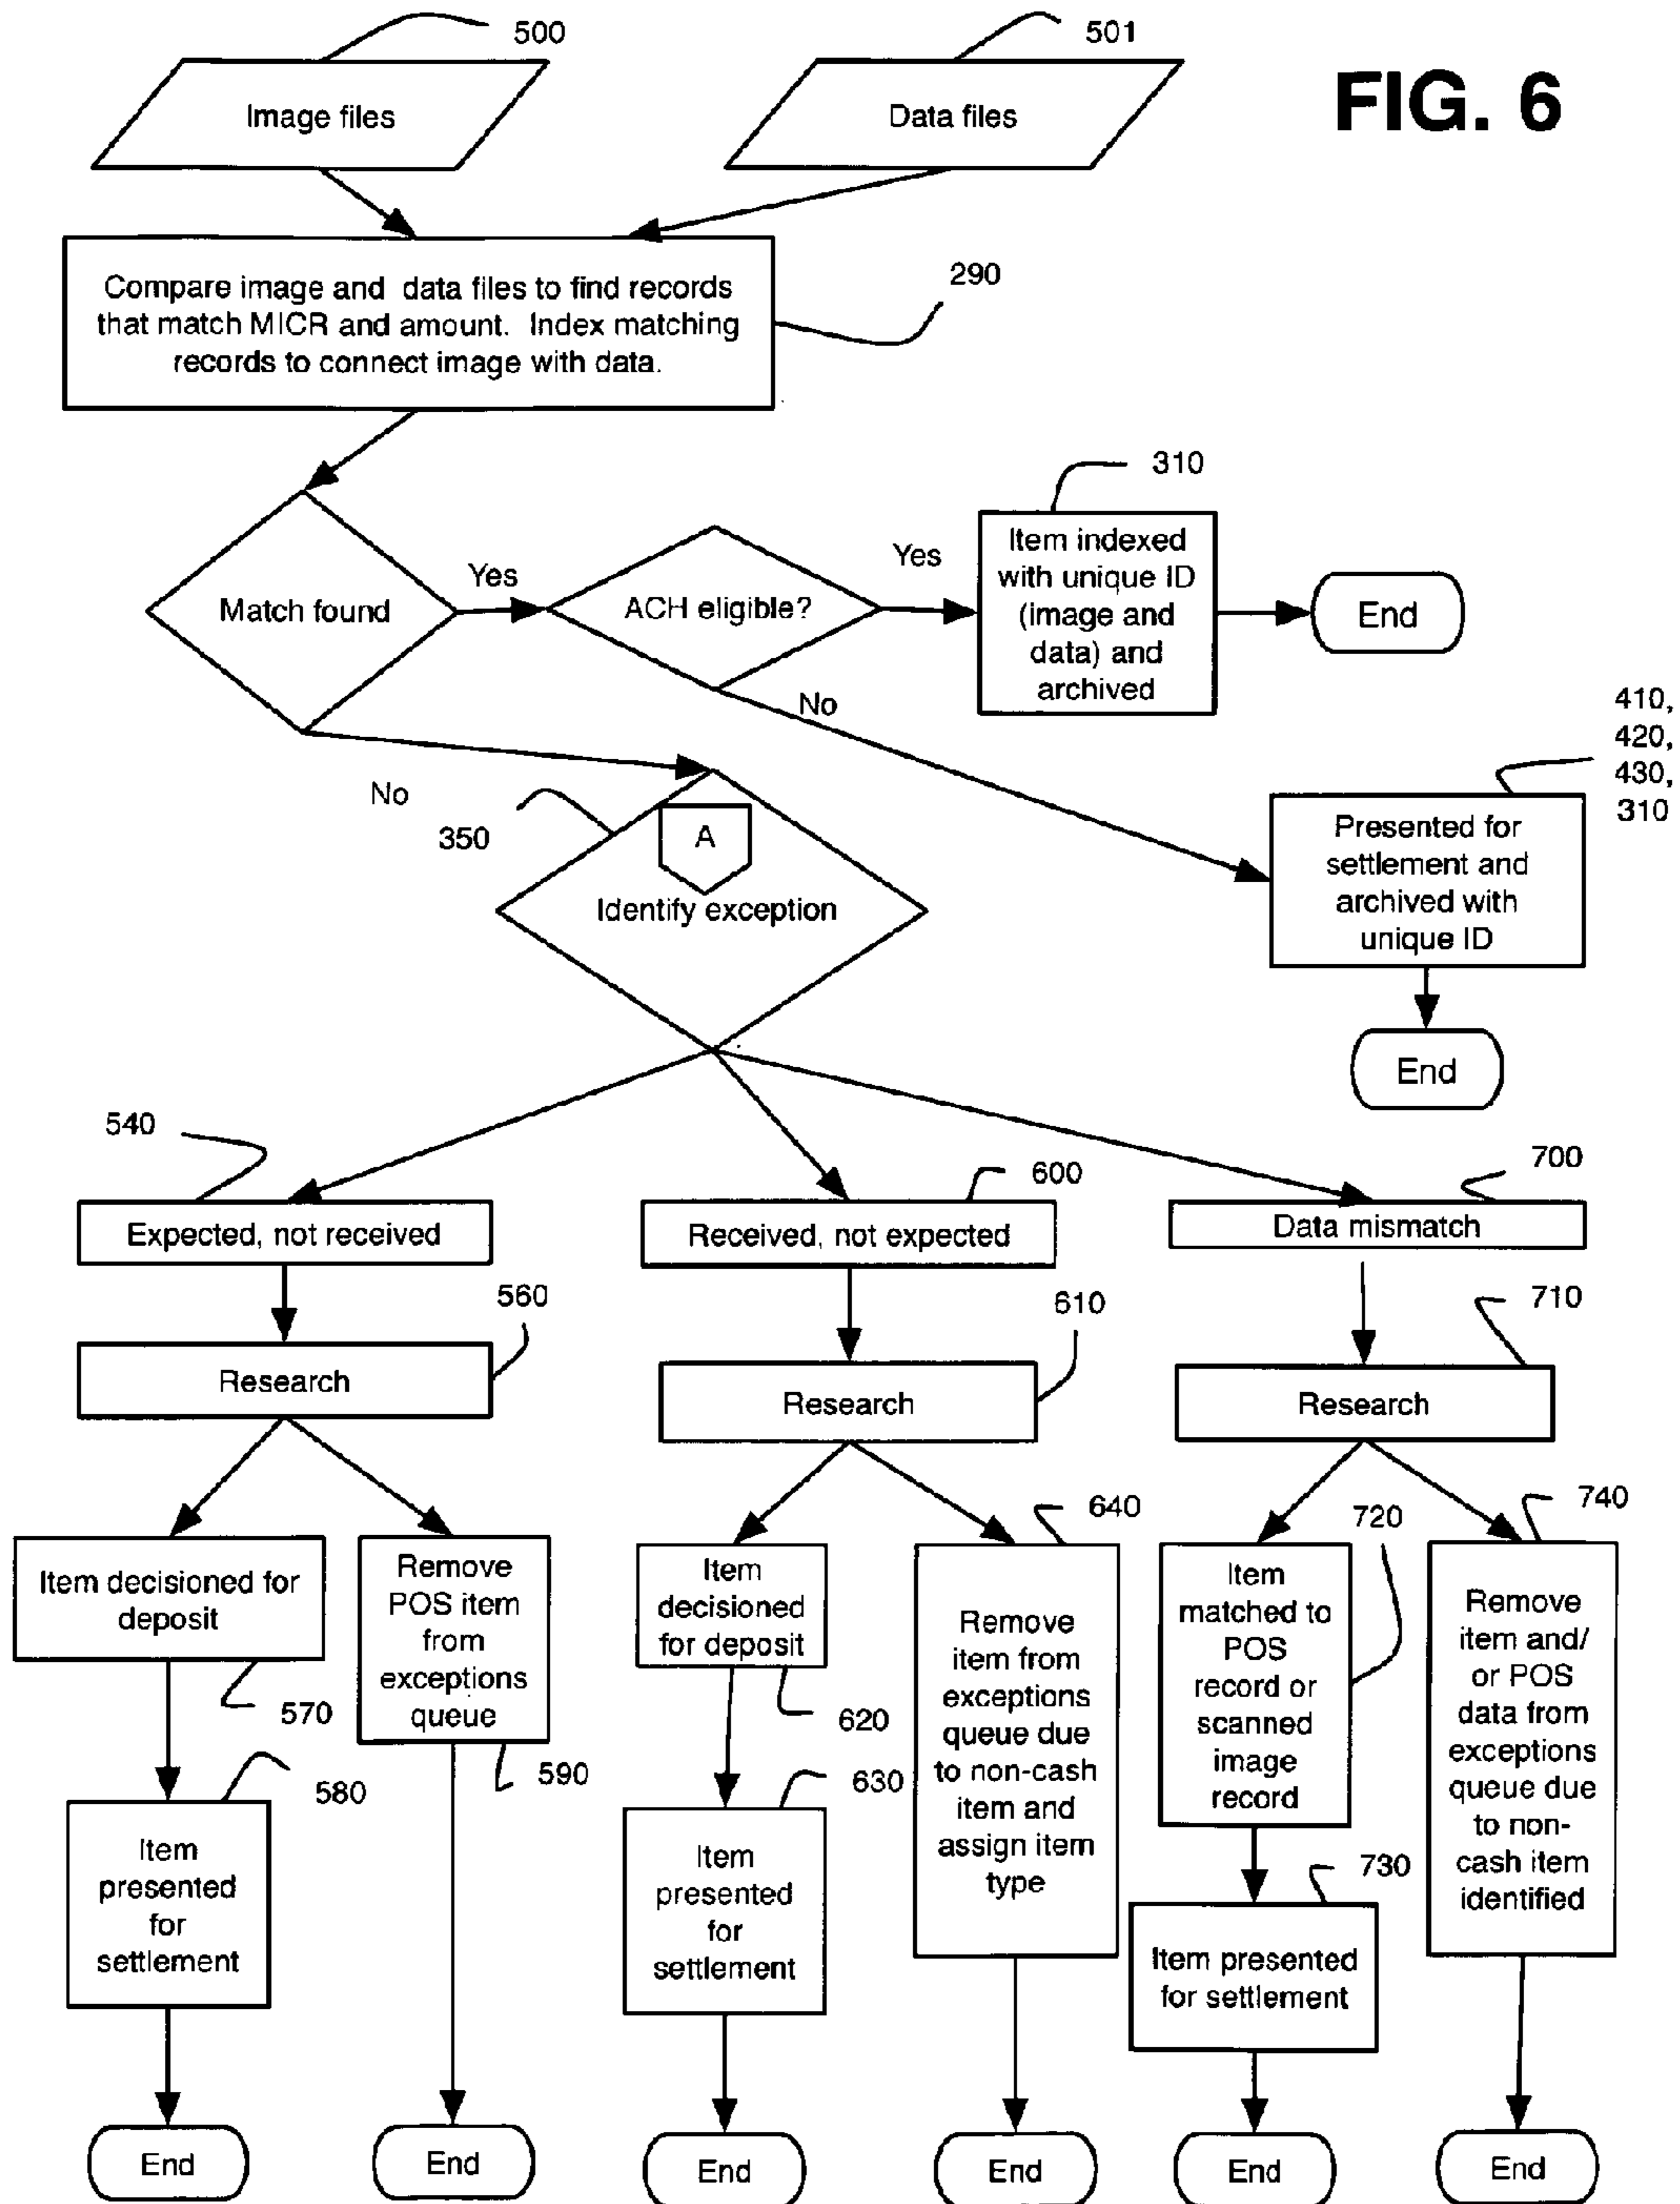 500
501
FIG. 6
Image files
Data files
290
Compare image and data files to find records
that match MICR and amount. Index matching
records to connect image with data.
310
Yes
Yes
Item indexed
with unique ID
(image and
data) and
archived
Match found
ACH eligible?
End
No
410,
420,
430,
310
No
350
A
Identify exception
Presented for
settlement and
archived with
unique ID
End
540
600
700
Expected, not received
Received, not expected
Data mismatch
560
610
710
Research
Research
Research
640
720
740
Item decisioned for
deposit
Remove
POS item
from
exceptions
queue
Item
decisioned
for deposit
Remove
item from
exceptions
queue due
to non-cash
item and
assign item
type
Item
matched to
POS
record or
scanned
image
record
Remove
item and/
or POS
data from
exceptions
queue due
to non-
cash item
identified
570
590
620
580
630
730
Item
presented
for
settlement
Item
presented
for
settlement
Item presented
for settlement
End
End
End
End
End
End